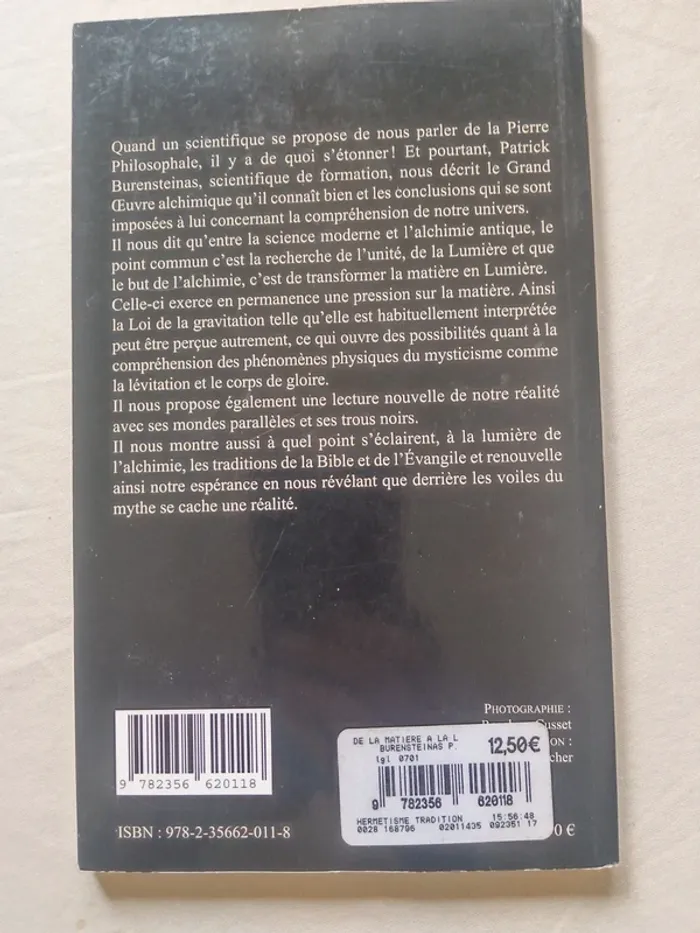 Quand un scientifique se propose de nous parler de la Pierre
Philosophale, il y a de quoi s'étonner! Et pourtant, Patrick
Burensteinas, scientifique de formation, nous décrit le Grand
Œuvre alchimique qu'il connaît bien et les conclusions qui se sont
imposées à lui concernant la compréhension de notre univers.
Il nous dit qu'entre la science moderne et l'alchimie antique, le
point commun c'est la recherche de l'unité, de la Lumière et que
le but de l'alchimie, c'est de transformer la matière en Lumière.
Celle-ci exerce en permanence une pression sur la matière. Ainsi
la Loi de la gravitation telle qu'elle est habituellement interprétée
peut être perçue autrement, ce qui ouvre des possibilités quant à la
compréhension des phénomènes physiques du mysticisme comme
la lévitation et le corps de gloire.
Il nous propose également une lecture nouvelle de notre réalité
avec ses mondes parallèles et ses trous noirs.
Il nous montre aussi à quel point s'éclairent, à la lumière de
l'alchimie, les traditions de la Bible et de l'Évangile et renouvelle
ainsi notre espérance en nous révélant que derrière les voiles du
mythe se cache une réalité.
PHOTOGRAPHIE :
Cusset
ION :
cher
DE LA MATIERE A LA L
BURENSTEINAS P.
12,50€
lgl 0701
9 782356 620118
9 782356 620118
HERMETISME TRADITION 15:56:48
0028 168796 02011435 092351 17
ISBN : 978-2-35662-011-8
0 €